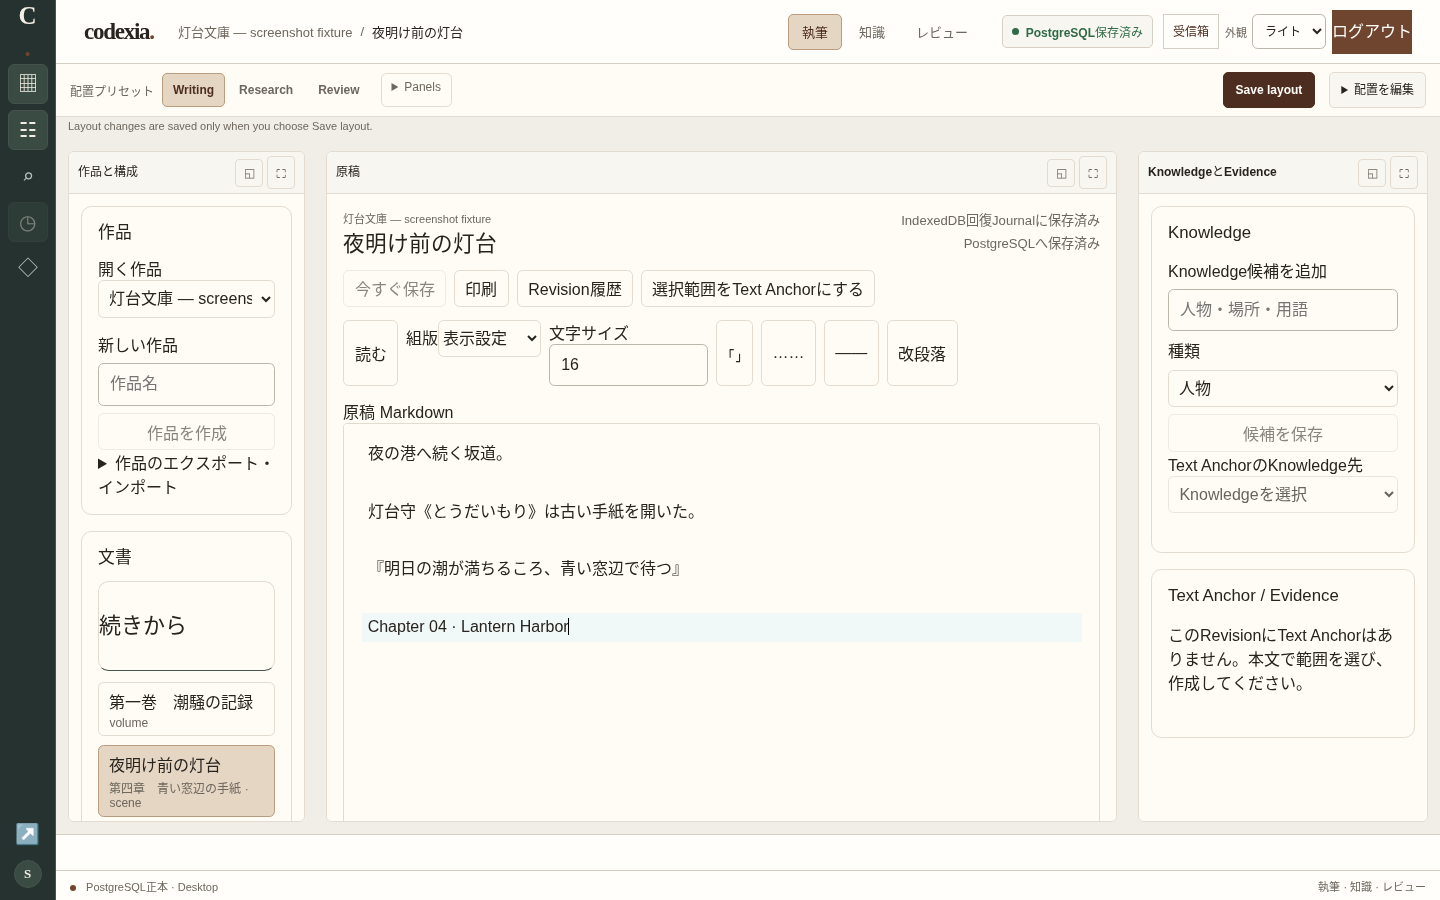 C
codexia.
灯台文庫 — screenshot fixture / 夜明け前の灯台
執筆
知識
レビュー
PostgreSQL保存済み
受信箱
外観
ライト
ログアウト
配置プリセット
Writing
Research
Review
Panels
Save layout
配置を編集
Layout changes are saved only when you choose Save layout.
作品と構成
作品
開く作品
灯台文庫 — screens
新しい作品
作品名
作品を作成
作品のエクスポート・
インポート
文書
続きから
第一巻　潮騒の記録
volume
夜明け前の灯台
第四章　青い窓辺の手紙 ·
scene
原稿
灯台文庫 — screenshot fixture
夜明け前の灯台
IndexedDB回復Journalに保存済み
PostgreSQLへ保存済み
今すぐ保存
印刷
Revision履歴
選択範囲をText Anchorにする
読む
組版
表示設定
文字サイズ
16
「」
……
——
改段落
原稿 Markdown
夜の港へ続く坂道。
灯台守《とうだいもり》は古い手紙を開いた。
『明日の潮が満ちるころ、青い窓辺で待つ』
Chapter 04 · Lantern Harbor
KnowledgeとEvidence
Knowledge
Knowledge候補を追加
人物・場所・用語
種類
人物
候補を保存
Text AnchorのKnowledge先
Knowledgeを選択
Text Anchor / Evidence
このRevisionにText Anchorはあ
りません。本文で範囲を選び、
作成してください。
S
PostgreSQL正本 · Desktop
執筆 · 知識 · レビュー